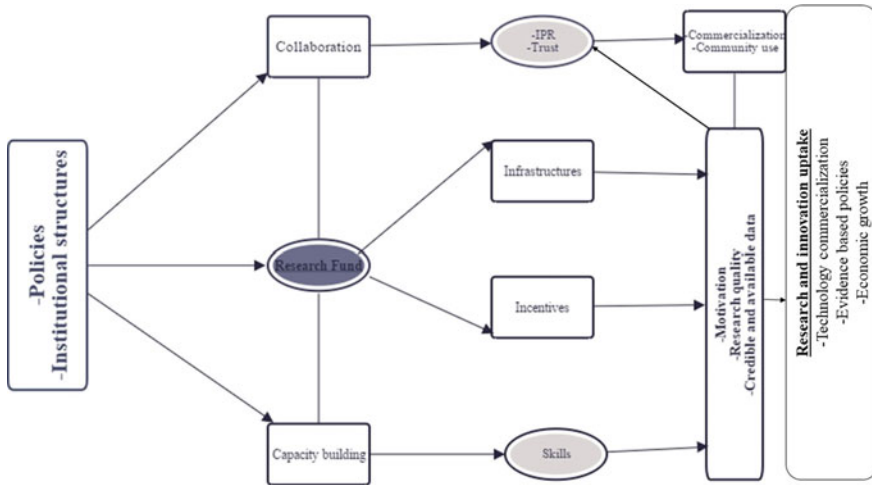 -Policies
-Institutional structures
Collaboration
Research Fund
Capacity building
-IPR
-Trust
Infrastructures
Incentives
Skills
-Commercialization
-Community use
-Motivation
-Research quality
-Credible and available data
Research and innovation uptake
-Technology commercialization
-Evidence based policies
-Economic growth